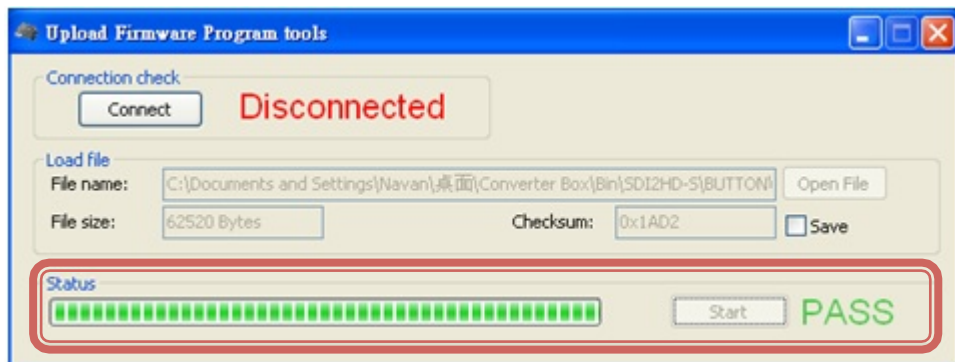 Upload Firmware Program tools
Connection check
Connect Disconnected
Load file
File name: C:\Documents and Settings\Navan\桌面\Converter Box\Bin\SDI2HD-S\BUTTON\ Open File
File size: 62520 Bytes Checksum: 0x1AD2 Save
Status
Start PASS